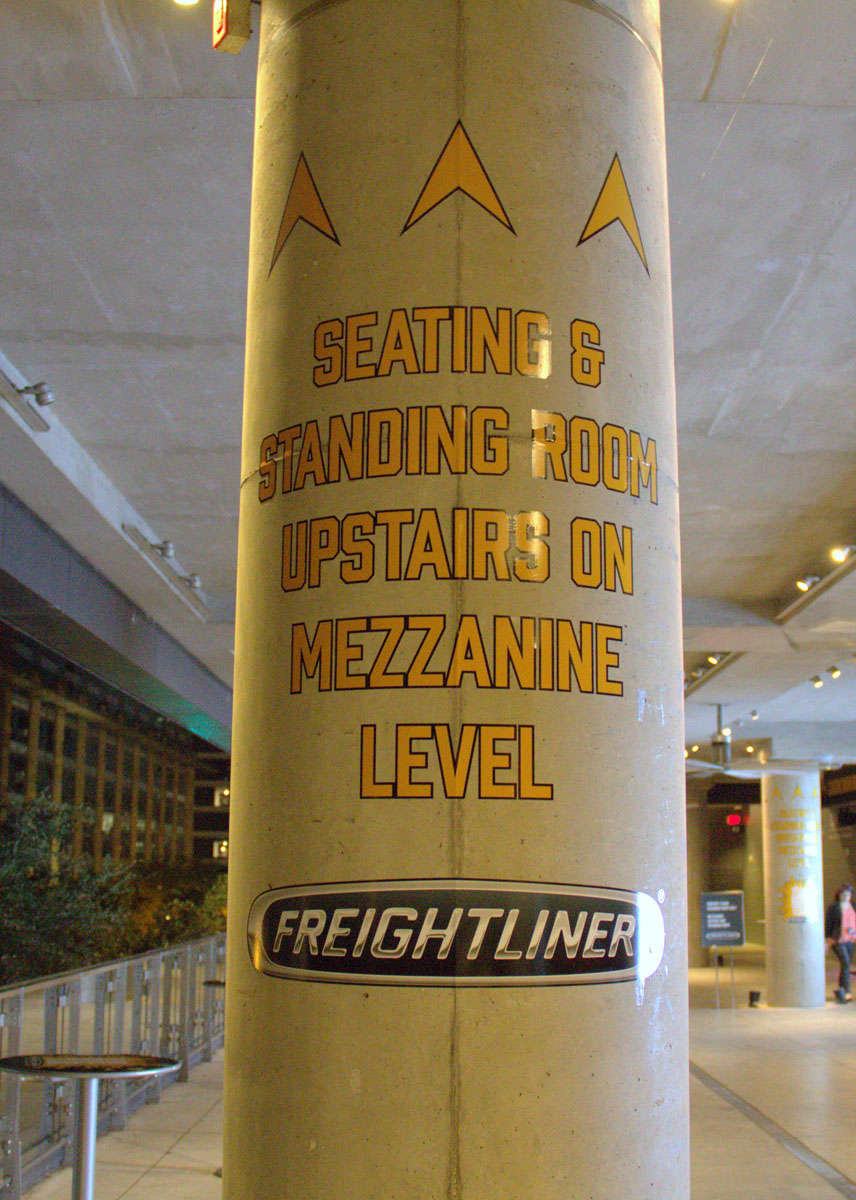 SEATING &
STANDING ROOM
UPSTAIRS ON
MEZZANINE
LEVEL
FREIGHTLINER®